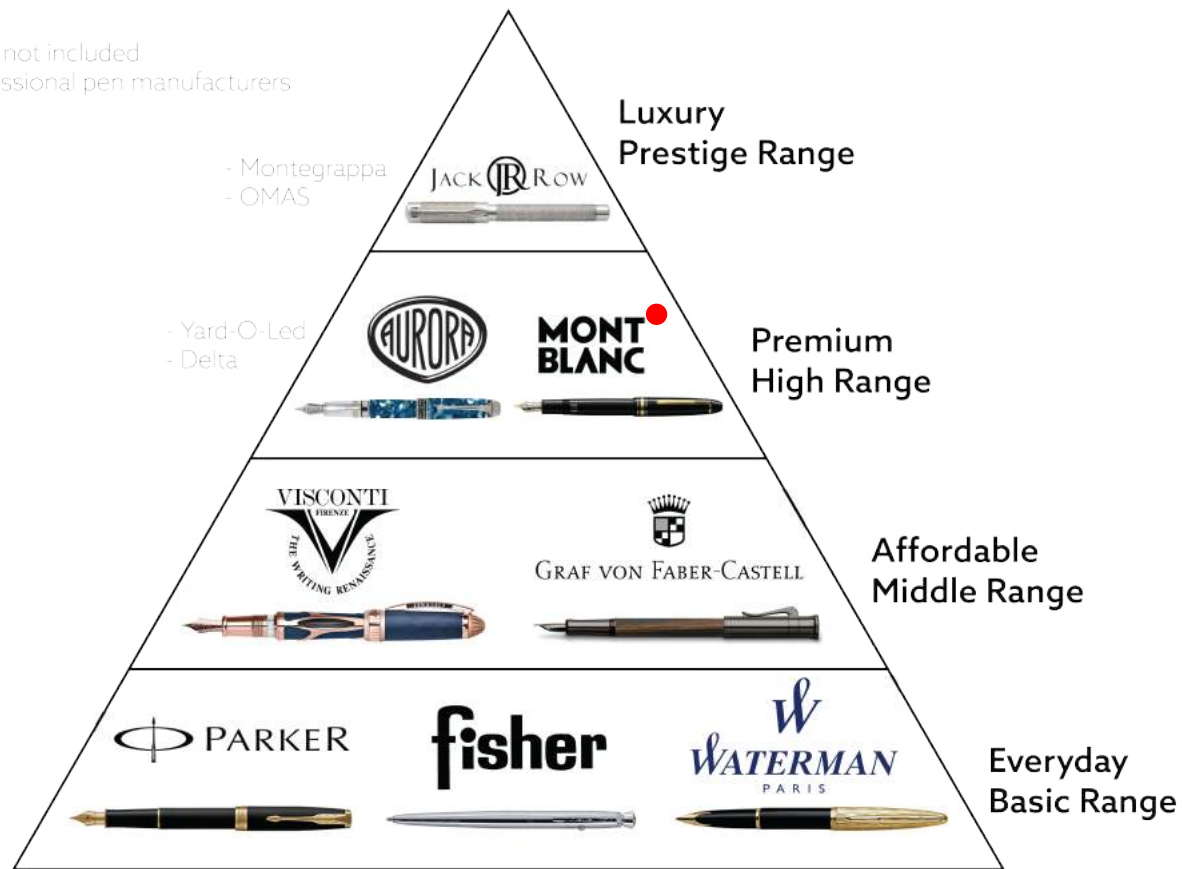 not included
ssional pen manufacturers
Luxury
Prestige Range
- Montegrappa
- OMAS
JACK JR ROW
- Yard-O-Led
- Delta
AURORA
MONT
BLANC
Premium
High Range
VISCONTI
FIRENZE
THE WRITING RENAISSANCE
GRAF VON FABER-CASTELL
Affordable
Middle Range
PARKER
fisher
W
WATERMAN
PARIS
Everyday
Basic Range